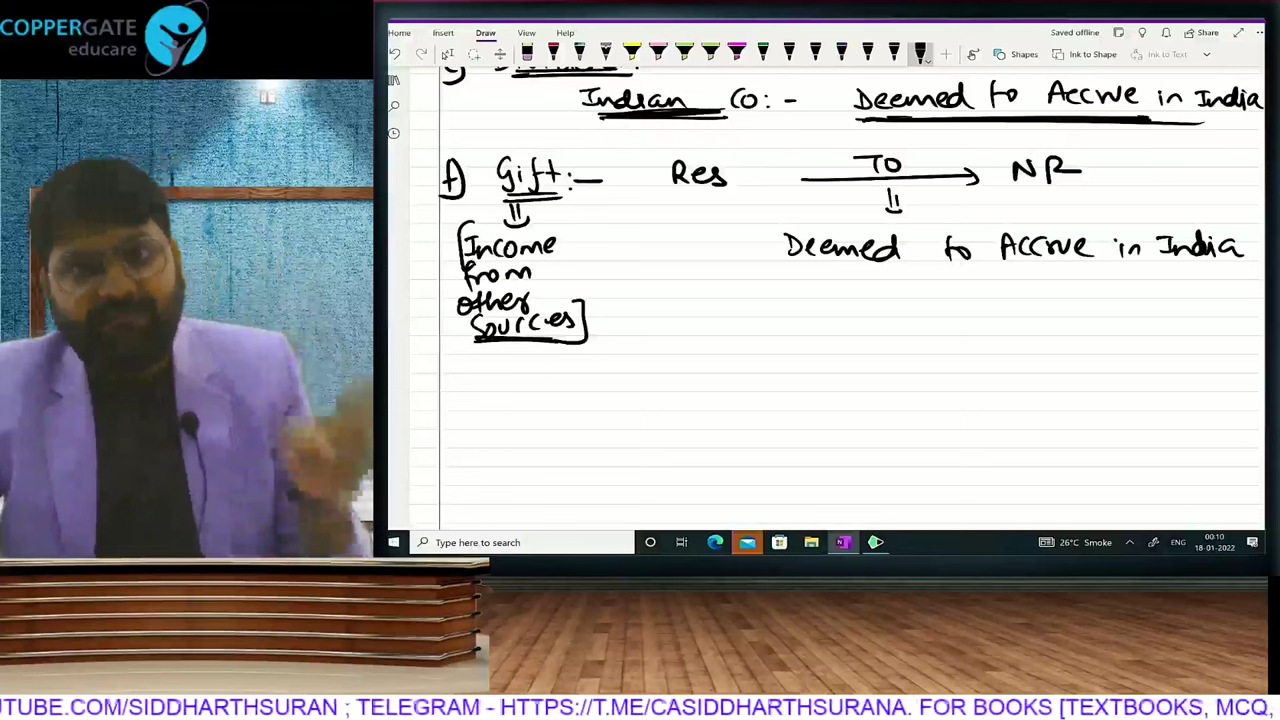 COPPERGATE
educare
Home Insert Draw View Help
Saved offline
Share
Shapes
Ink to Shape
Ink to Text
Indian Co:- Deemed to Accrue in India
f) Gift:- Res TO NR
Income
from
other
Sources]
Deemed to Accrue in India
Type here to search
26°C Smoke
ENG
00:10
18-01-2022
UTUBE.COM/SIDDHARTHSURAN ; TELEGRAM - HTTPS://T.ME/CASIDDHARTHSURANA. FOR BOOKS [TEXTBOOKS, MCQ,